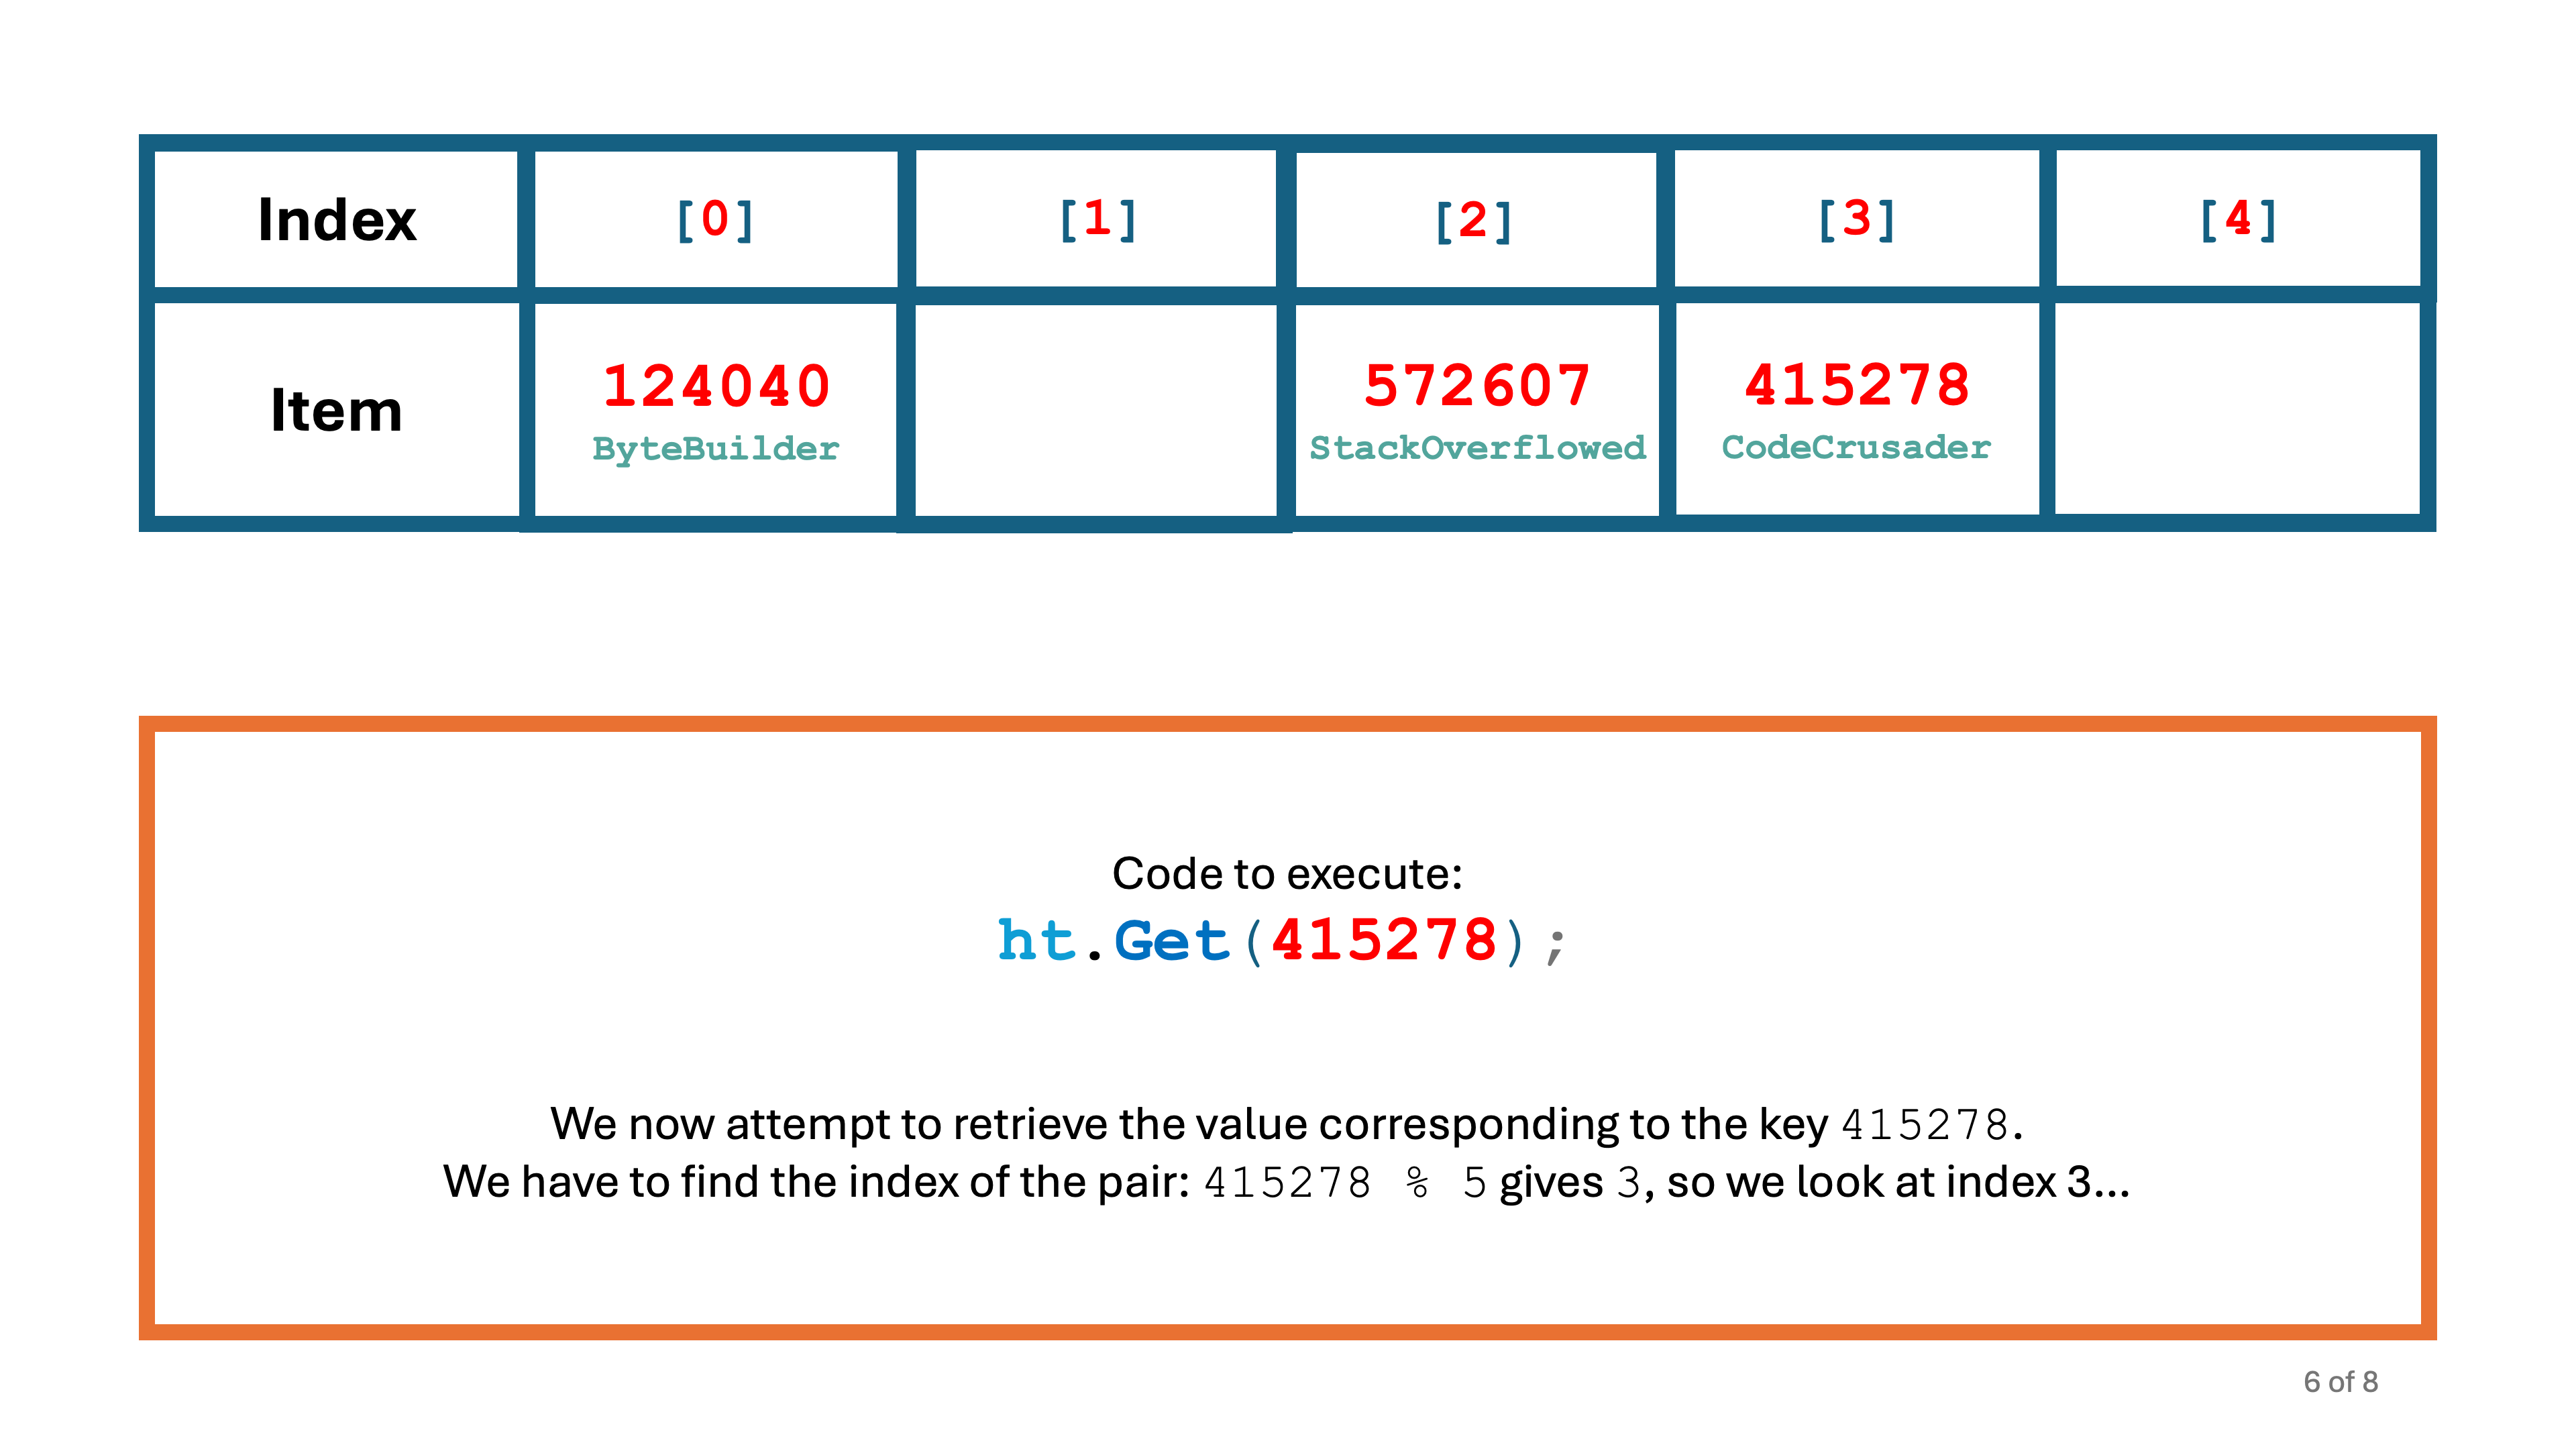 Index [0] [1] [2] [3] [4]
Item 124040 572607 415278
ByteBuilder StackOverflowed CodeCrusader
Code to execute:
ht.Get(415278);
We now attempt to retrieve the value corresponding to the key 415278.
We have to find the index of the pair: 415278 % 5 gives 3, so we look at index 3...
6 of 8